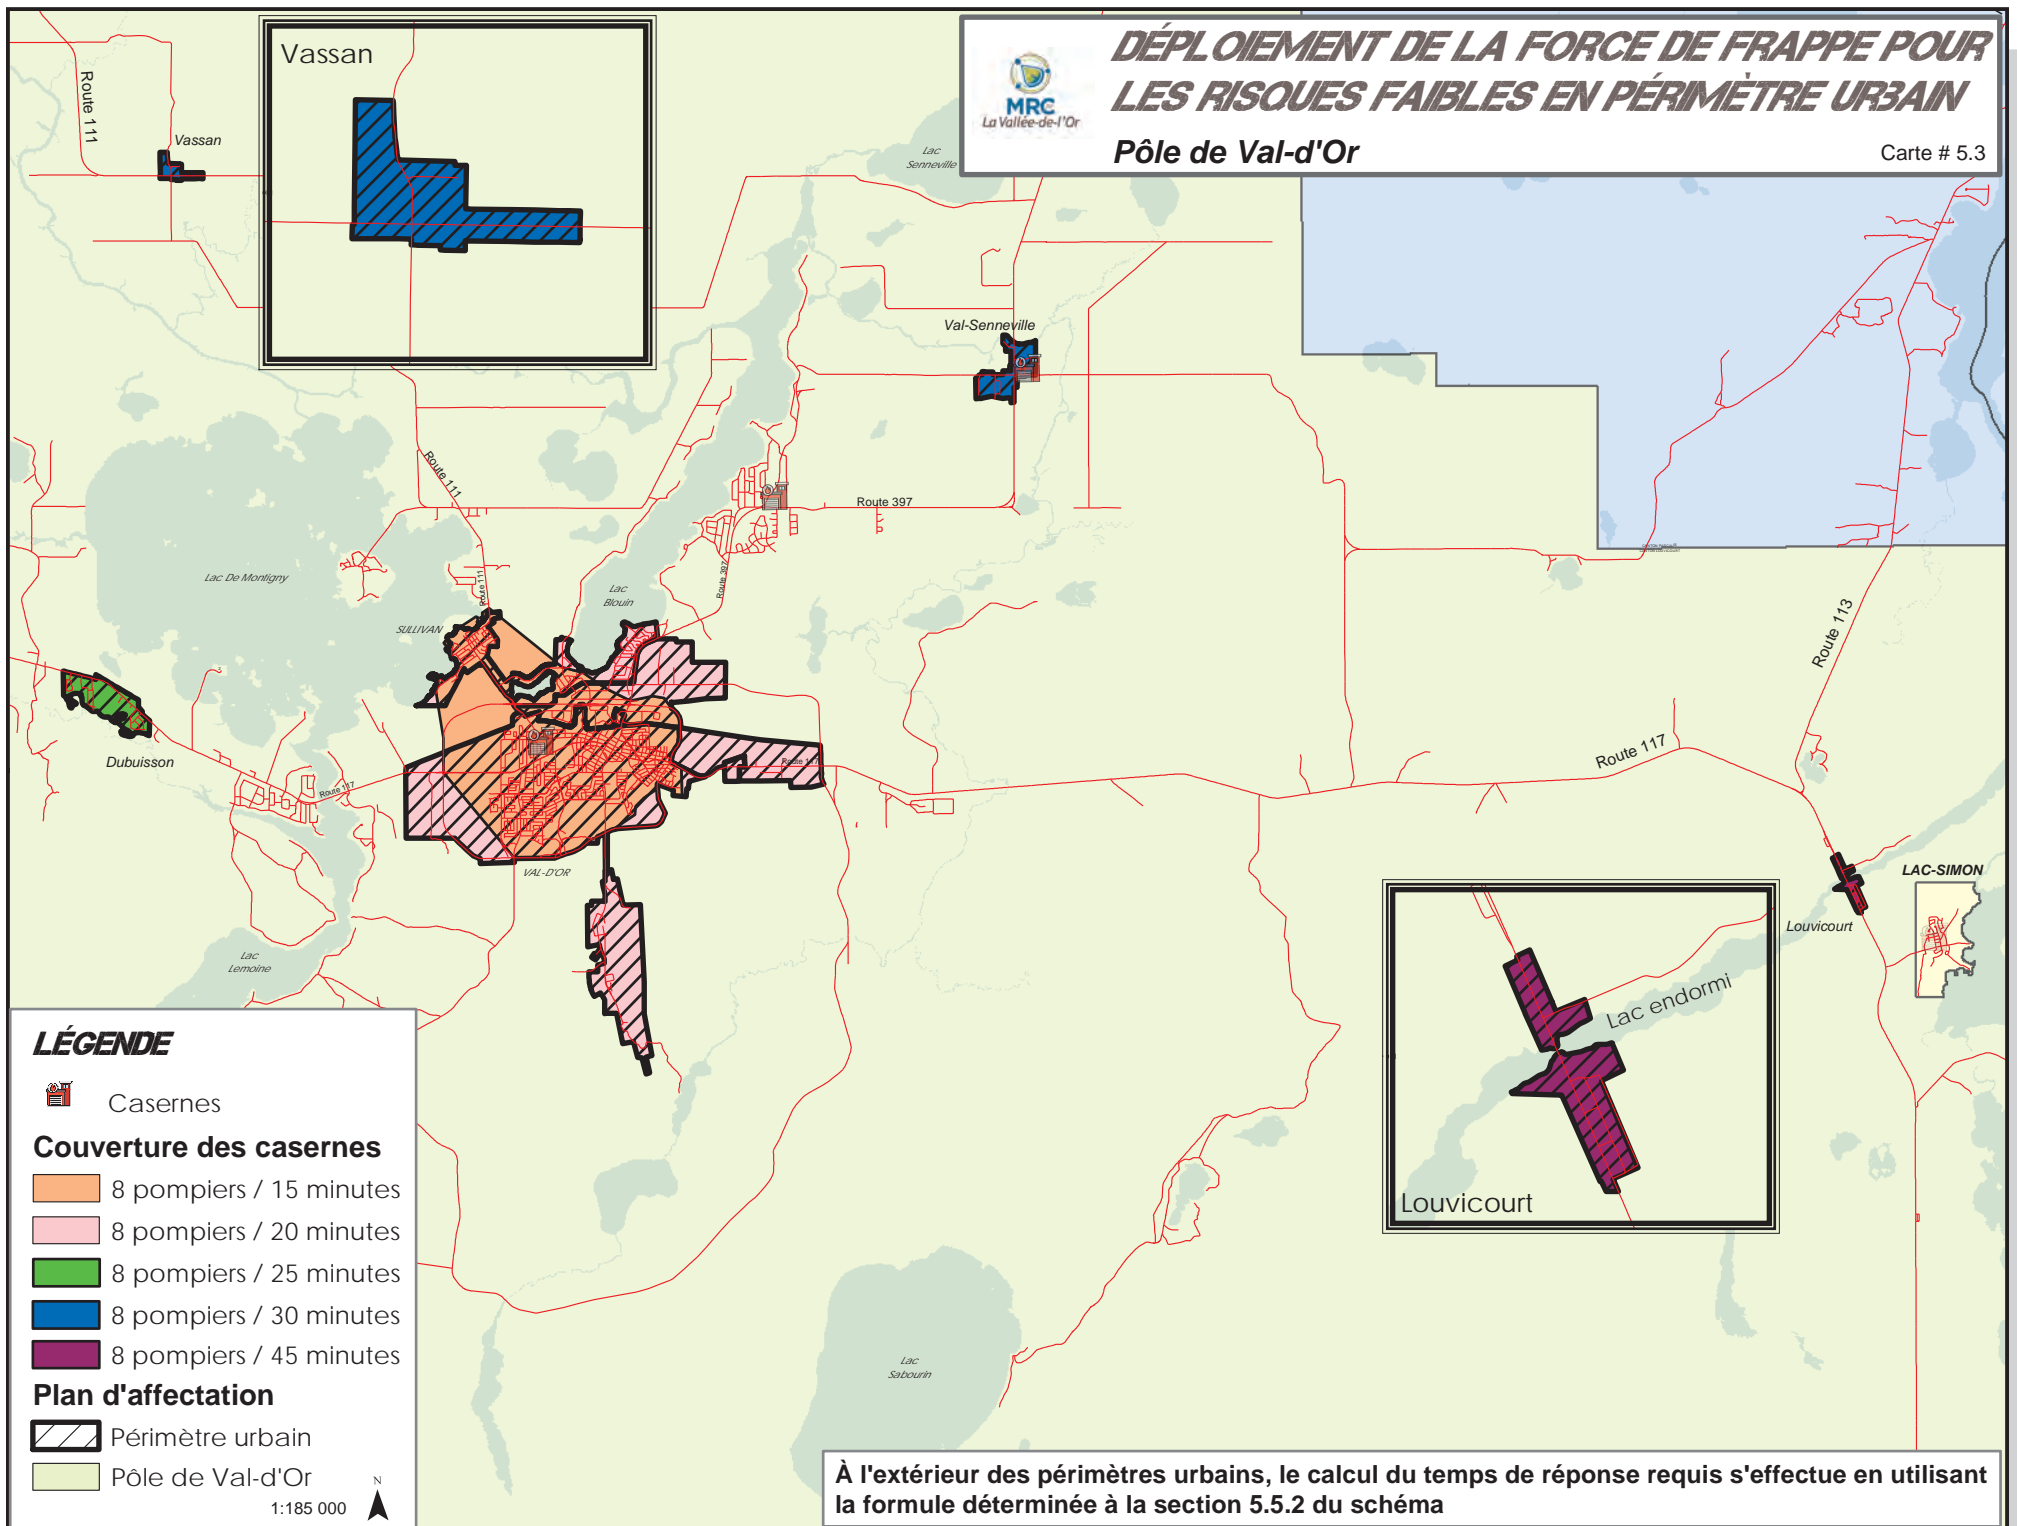 DÉPLOIEMENT DE LA FORCE DE FRAPPE POUR
LES RISQUES FAIBLES EN PÉRIMÈTRE URBAIN
MRC
La Vallée-de-l'Or
Pôle de Val-d'Or
Carte # 5.3
Vassan
Route 111
Vassan
Lac
Senneville
Val-Senneville
Route 111
Route 397
Lac De Montigny
Route 111
Lac
Blouin
Route 397
SULLIVAN
Route 113
Dubuisson
Route 117
Route 117
Route 117
VAL-D'OR
LAC-SIMON
Louvicourt
Lac
Lemoine
Lac endormi
Louvicourt
Lac
Sabourin
LÉGENDE
Casernes
Couverture des casernes
8 pompiers / 15 minutes
8 pompiers / 20 minutes
8 pompiers / 25 minutes
8 pompiers / 30 minutes
8 pompiers / 45 minutes
Plan d'affectation
Périmètre urbain
Pôle de Val-d'Or
N
1:185 000
À l'extérieur des périmètres urbains, le calcul du temps de réponse requis s'effectue en utilisant
la formule déterminée à la section 5.5.2 du schéma